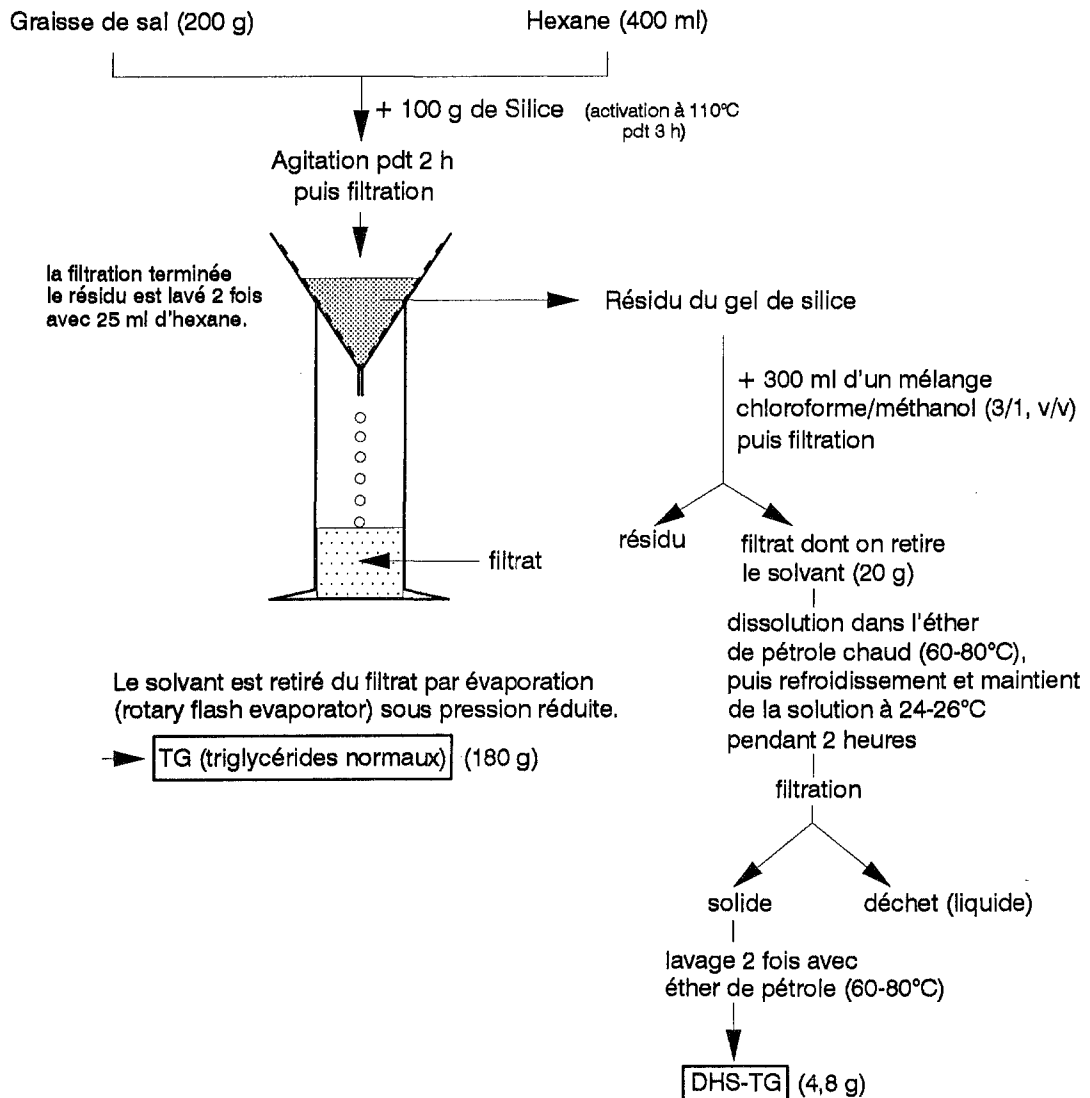 Graisse de sal (200 g)
Hexane (400 ml)
+ 100 g de Silice (activation à 110°C
pdt 3 h)
Agitation pdt 2 h
puis filtration
la filtration terminée
le résidu est lavé 2 fois
avec 25 ml d'hexane.
Résidu du gel de silice
+ 300 ml d'un mélange
chloroforme/méthanol (3/1, v/v)
puis filtration
résidu
filtrat dont on retire
le solvant (20 g)
filtrat
dissolution dans l'éther
de pétrole chaud (60-80°C),
puis refroidissement et maintient
de la solution à 24-26°C
pendant 2 heures
Le solvant est retiré du filtrat par évaporation
(rotary flash evaporator) sous pression réduite.
TG (triglycérides normaux) (180 g)
filtration
solide
déchet (liquide)
lavage 2 fois avec
éther de pétrole (60-80°C)
DHS-TG (4,8 g)